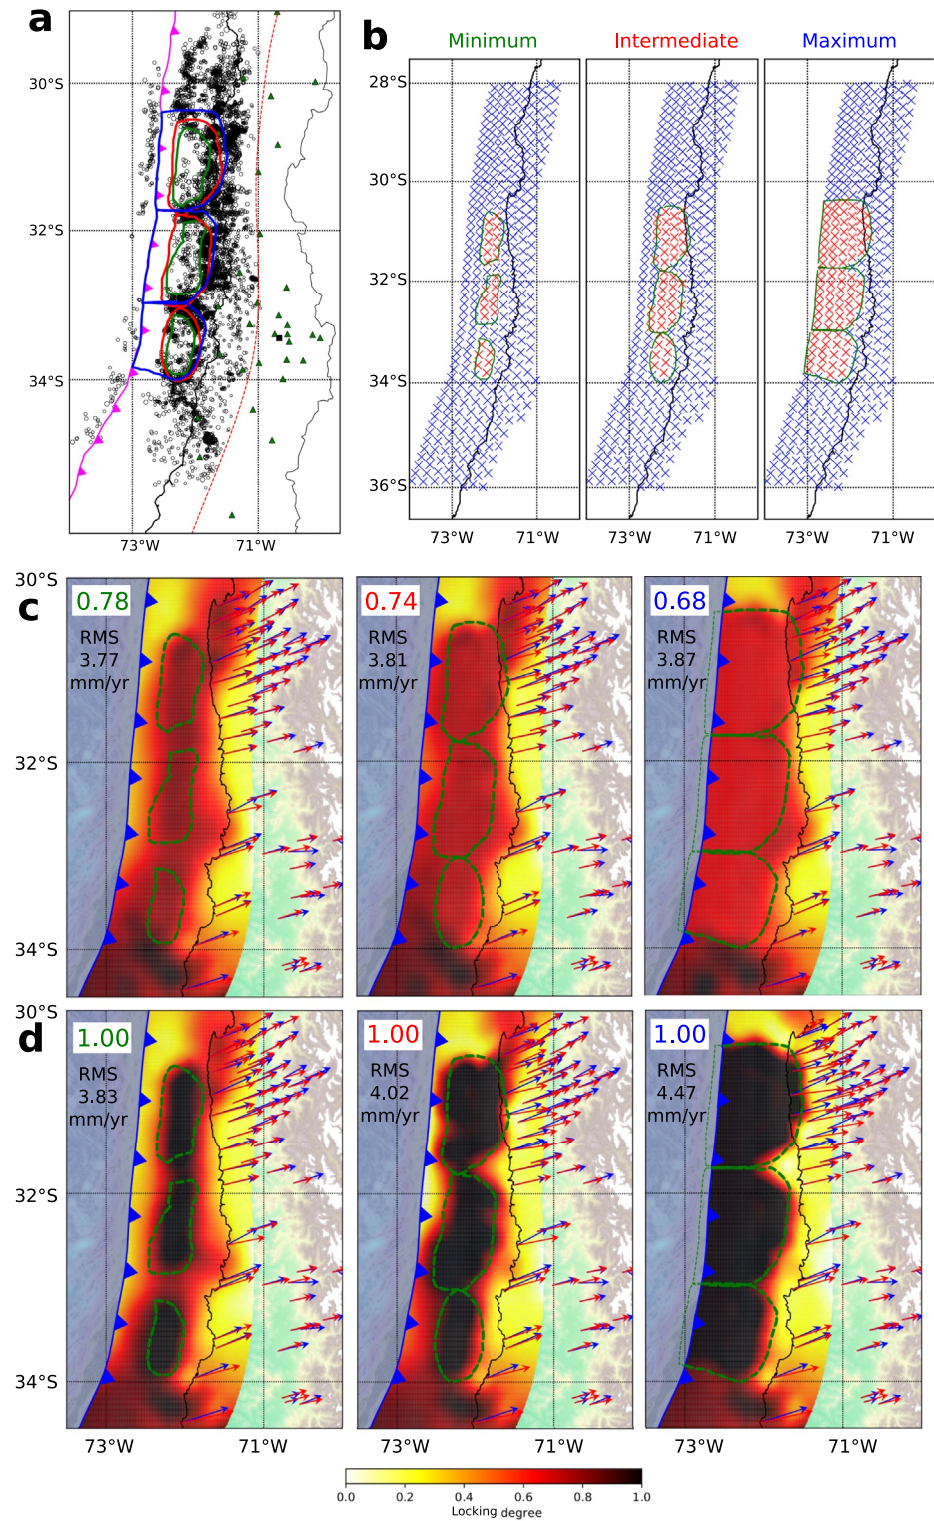 a
30°S
32°S
34°S
73°W
71°W
b
Minimum
Intermediate
Maximum
28°S
30°S
32°S
34°S
36°S
73°W
71°W
73°W
71°W
73°W
71°W
c
30°S
32°S
34°S
0.78
RMS
3.77
mm/yr
0.74
RMS
3.81
mm/yr
0.68
RMS
3.87
mm/yr
d
30°S
32°S
34°S
1.00
RMS
3.83
mm/yr
1.00
RMS
4.02
mm/yr
1.00
RMS
4.47
mm/yr
73°W
71°W
73°W
71°W
73°W
71°W
0.0
0.2
0.4
0.6
0.8
1.0
Locking degree